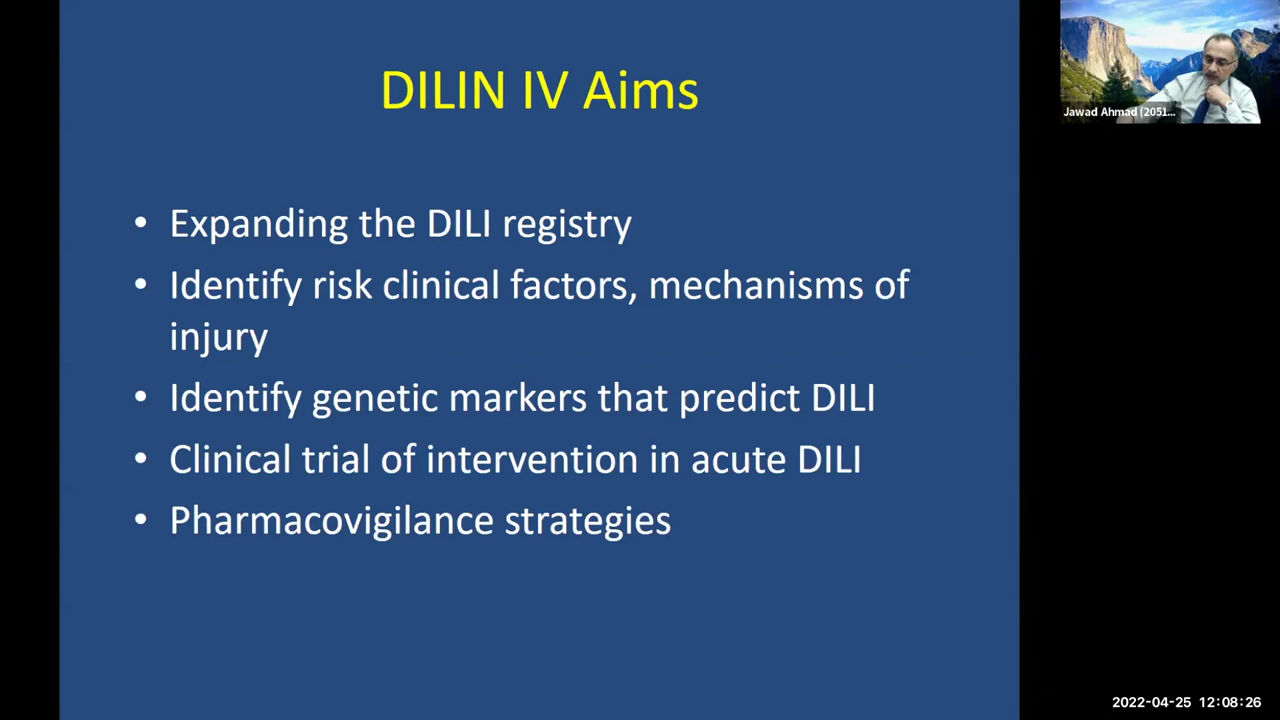 DILIN IV Aims
Jawad Ahmad (2051...
• Expanding the DILI registry
• Identify risk clinical factors, mechanisms of
injury
• Identify genetic markers that predict DILI
• Clinical trial of intervention in acute DILI
• Pharmacovigilance strategies
2022-04-25 12:08:26